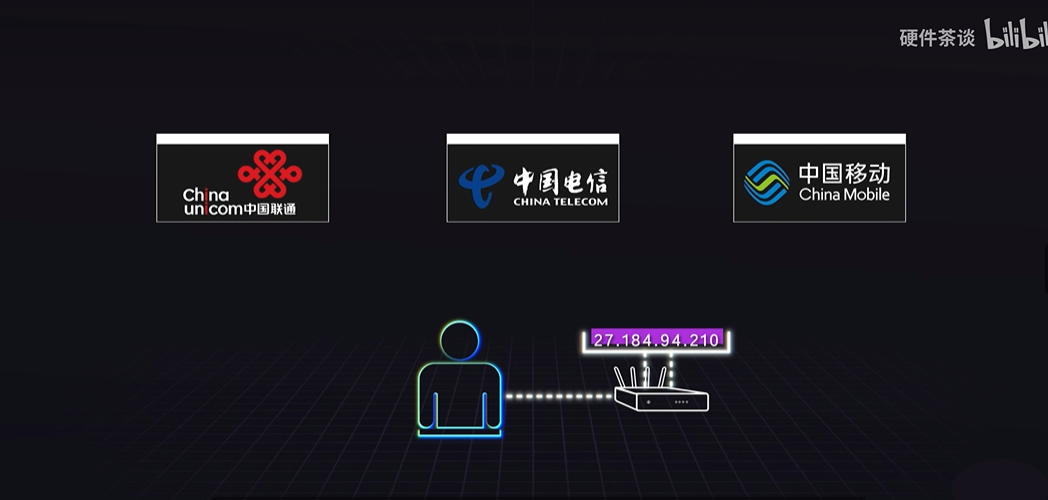 硬件茶谈 bilibil
China
unicom中国联通
中国电信
CHINA TELECOM
中国移动
China Mobile
27.184.94.210